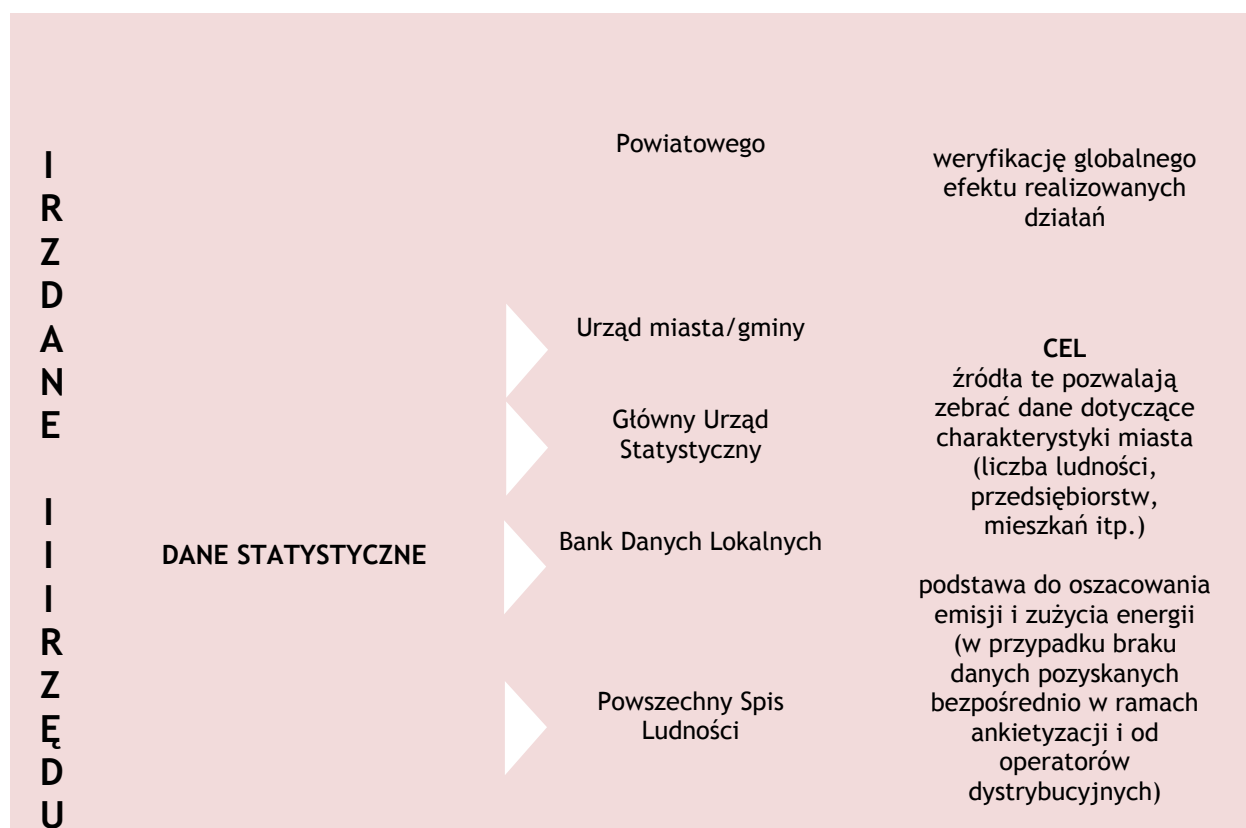 I
R
Z
D
A
N
E
I
I
I
R
Z
Ę
D
U
DANE STATYSTYCZNE
Powiatowego
Urząd miasta/gminy
Główny Urząd
Statystyczny
Bank Danych Lokalnych
Powszechny Spis
Ludności
weryfikację globalnego
efektu realizowanych
działań
CEL
źródła te pozwalają
zebrać dane dotyczące
charakterystyki miasta
(liczba ludności,
przedsiębiorstw,
mieszkań itp.)
podstawa do oszacowania
emisji i zużycia energii
(w przypadku braku
danych pozyskanych
bezpośrednio w ramach
ankietyzacji i od
operatorów
dystrybucyjnych)